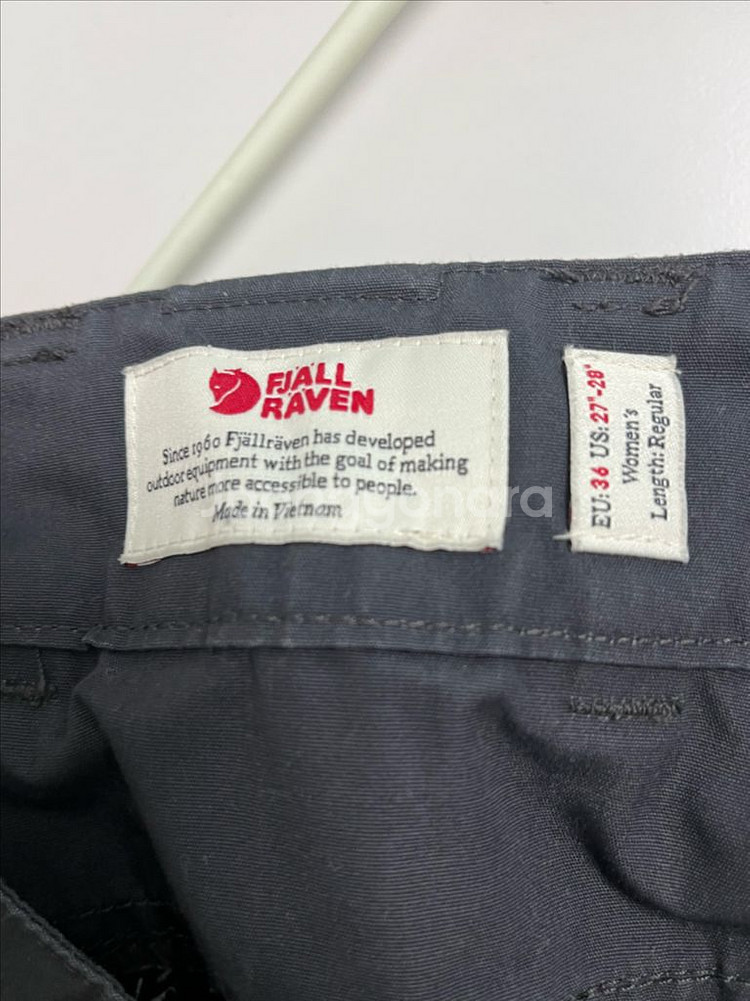 FJÄLL
RÄVEN
Since 1960 Fjällräven has developed
outdoor equipment with the goal of making
nature more accessible to people.
Made in Vietnam
EU: 36 US: 27"-28"
Women's
Length: Regular